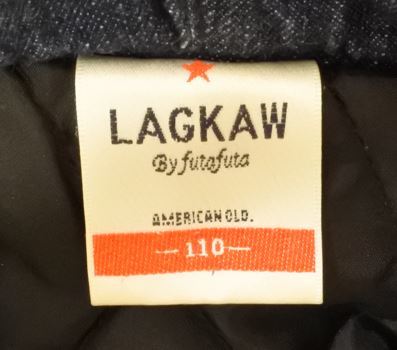 LAGKAW
By futafuta
AMERICAN OLD.
—110—